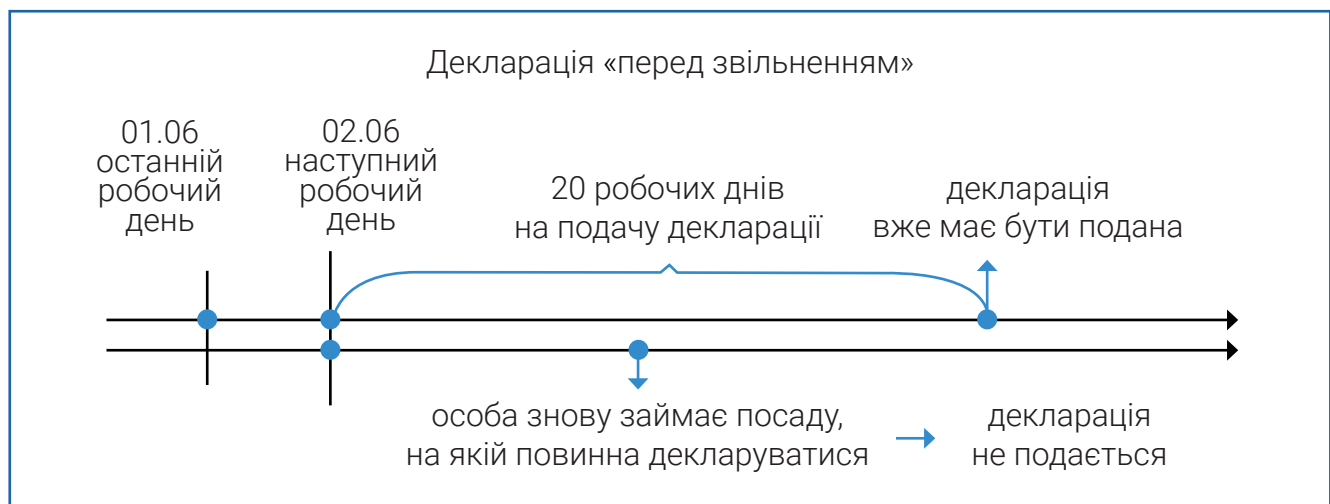 Декларація «перед звільненням»
01.06
останній
робочий
день
02.06
наступний
робочий
день
20 робочих днів
на подачу декларації
декларація
вже має бути подана
особа знову займає посаду,
на якій повинна декларуватися
декларація
не подається